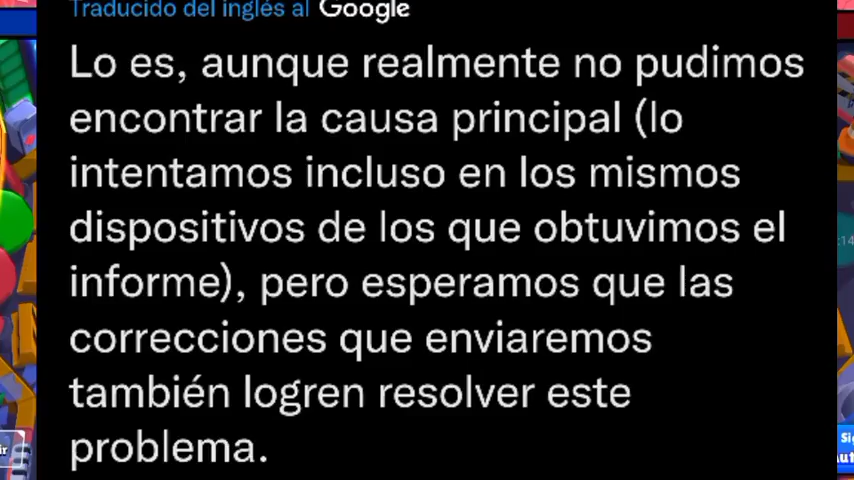 Traducido del inglés al Google
Lo es, aunque realmente no pudimos
encontrar la causa principal (lo
intentamos incluso en los mismos
dispositivos de los que obtuvimos el
informe), pero esperamos que las
correcciones que enviaremos
también logren resolver este
problema.